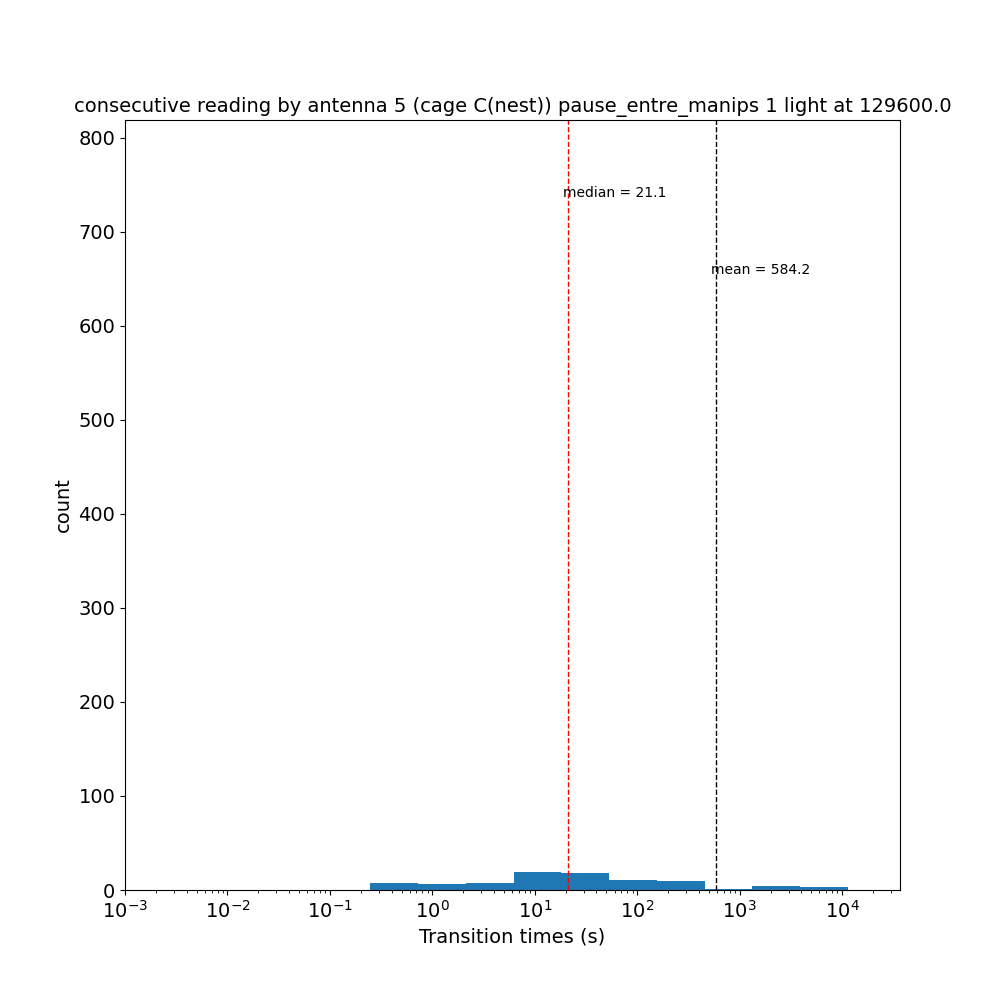 consecutive reading by antenna 5 (cage C(nest)) pause_entre_manips 1 light at 129600.0
800
median = 21.1
700
mean = 584.2
600
500
400
300
200
100
0
count
10⁻³ 10⁻² 10⁻¹ 10⁰ 10¹ 10² 10³ 10⁴
Transition times (s)